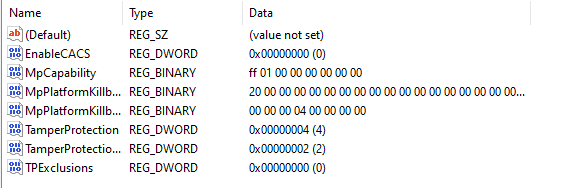 Name Type Data
(Default) REG_SZ (value not set)
EnableCACS REG_DWORD 0x00000000 (0)
MpCapability REG_BINARY ff 01 00 00 00 00 00 00
MpPlatformKillb... REG_BINARY 20 00 00 00 00 00 00 00 00 00 00 00 00 00 00 00 00...
MpPlatformKillb... REG_BINARY 00 00 00 04 00 00 00 00
TamperProtection REG_DWORD 0x00000004 (4)
TamperProtectio... REG_DWORD 0x00000002 (2)
TPExclusions REG_DWORD 0x00000000 (0)